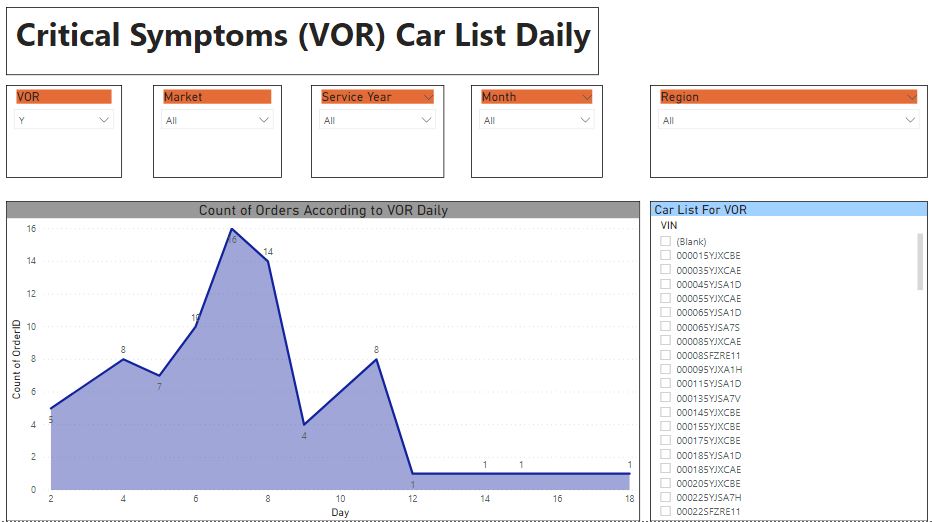 Critical Symptoms (VOR) Car List Daily
VOR
Y
Market
All
Service Year
All
Month
All
Region
All
Count of Orders According to VOR Daily
Count of OrderID
16
14
12
10
8
6
4
2
0
5
8
7
10
16
14
4
8
1
1
1
1
2
4
6
8
10
12
14
16
18
Day
Car List For VOR
VIN
(Blank)
000015YJXCBE
000035YJXCAE
000045YJSA1D
000055YJXCAE
000065YJSA1D
000065YJSA7S
000085YJXCAE
00008SFZRE11
000095YJXA1H
000115YJSA1D
000135YJSA7V
000145YJXCBE
000155YJXCBE
000175YJXCBE
000185YJSA1D
000185YJXCAE
000205YJXCBE
000225YJSA7H
00022SFZRE11